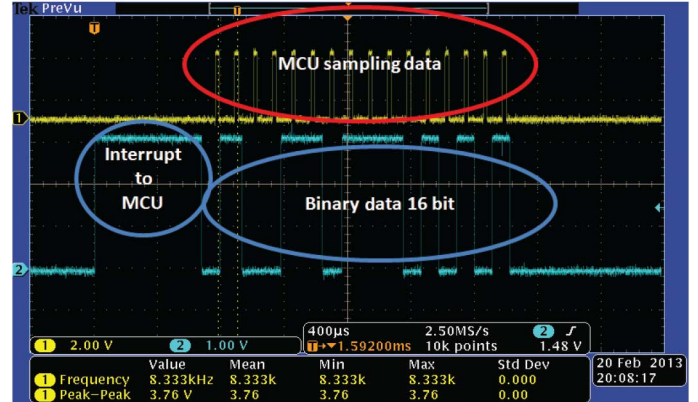 Tek PreVu
T
T
MCU sampling data
1
Interrupt
to
MCU
Binary data 16 bit
2
1 2.00 V 2 1.00 V
400µs 2.50MS/s 2
T→▼1.59200ms 10k points 1.48 V
Value Mean Min Max Std Dev
1 Frequency 8.333kHz 8.333k 8.333k 8.333k 0.000
1 Peak-Peak 3.76 V 3.76 3.76 3.76 0.00
20 Feb 2013
20:08:17